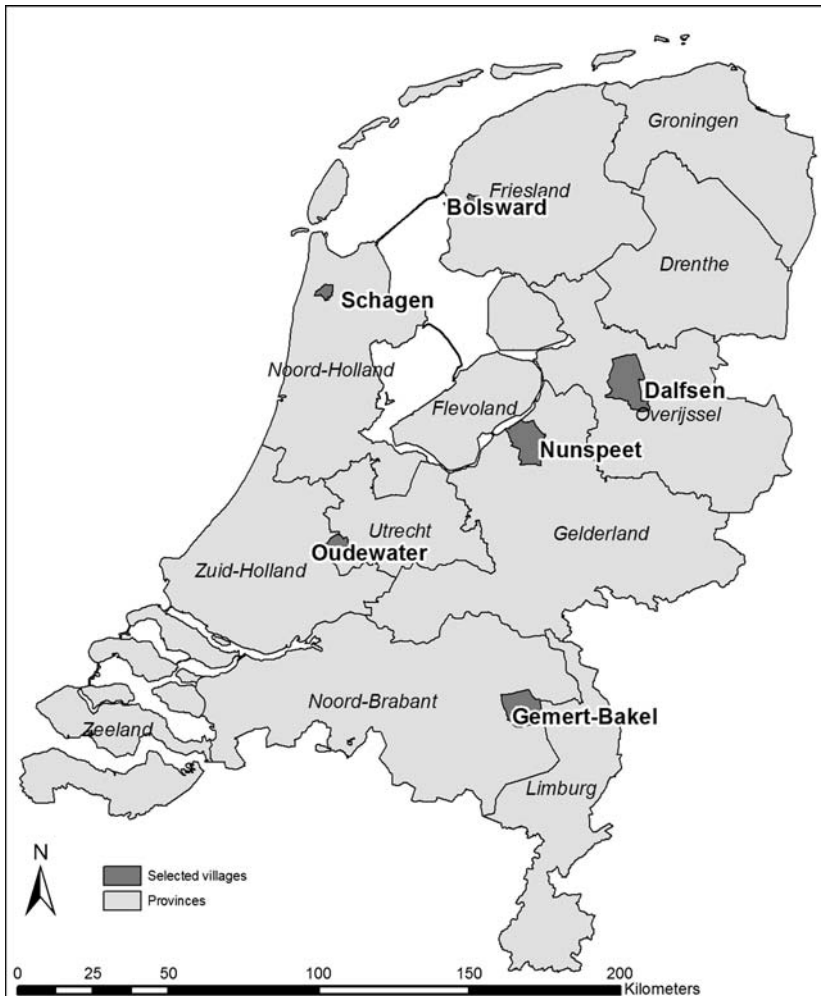 Groningen
Friesland
Bolsward
Drenthe
Schagen
Noord-Holland
Dalfsen
Flevoland
Overijssel
Nunspeet
Utrecht
Gelderland
Oudewater
Zuid-Holland
Noord-Brabant
Gemert-Bakel
Zeeland
Limburg
N
Selected villages
Provinces
0 25 50 100 150 200
Kilometers